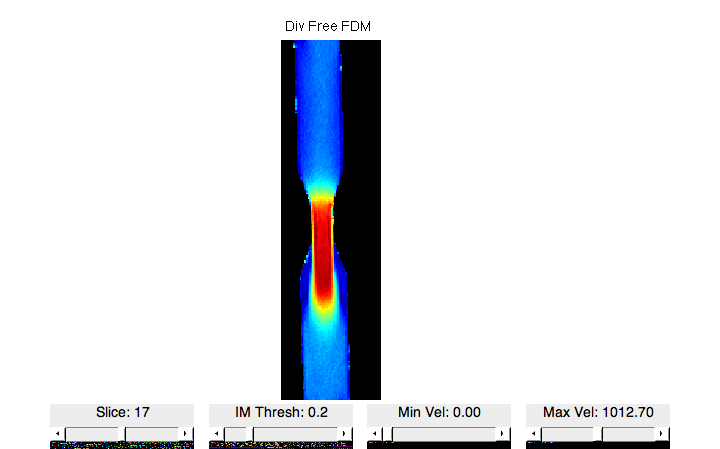 Div Free FDM
Slice: 17
IM Thresh: 0.2
Min Vel: 0.00
Max Vel: 1012.70